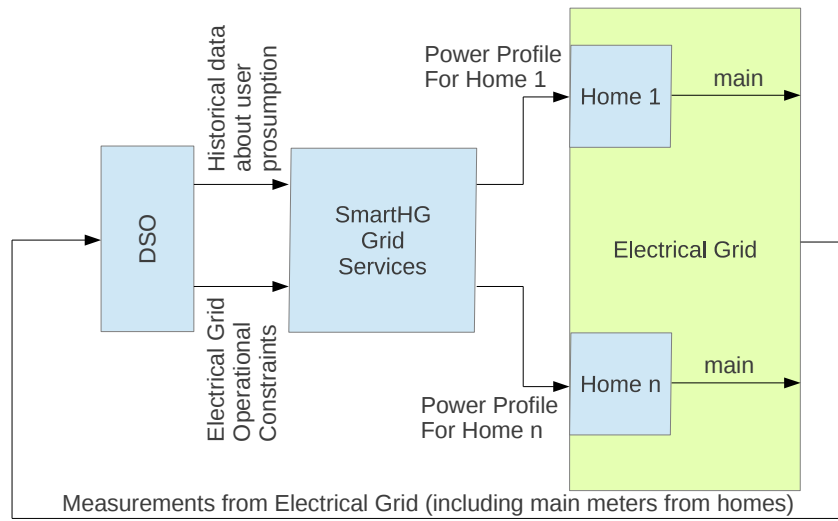 Historical data
about user
prosumption
Power Profile
For Home 1
Home 1
main
DSO
SmartHG
Grid
Services
Electrical Grid
Electrical Grid
Operational
Constraints
Power Profile
For Home n
Home n
main
Measurements from Electrical Grid (including main meters from homes)